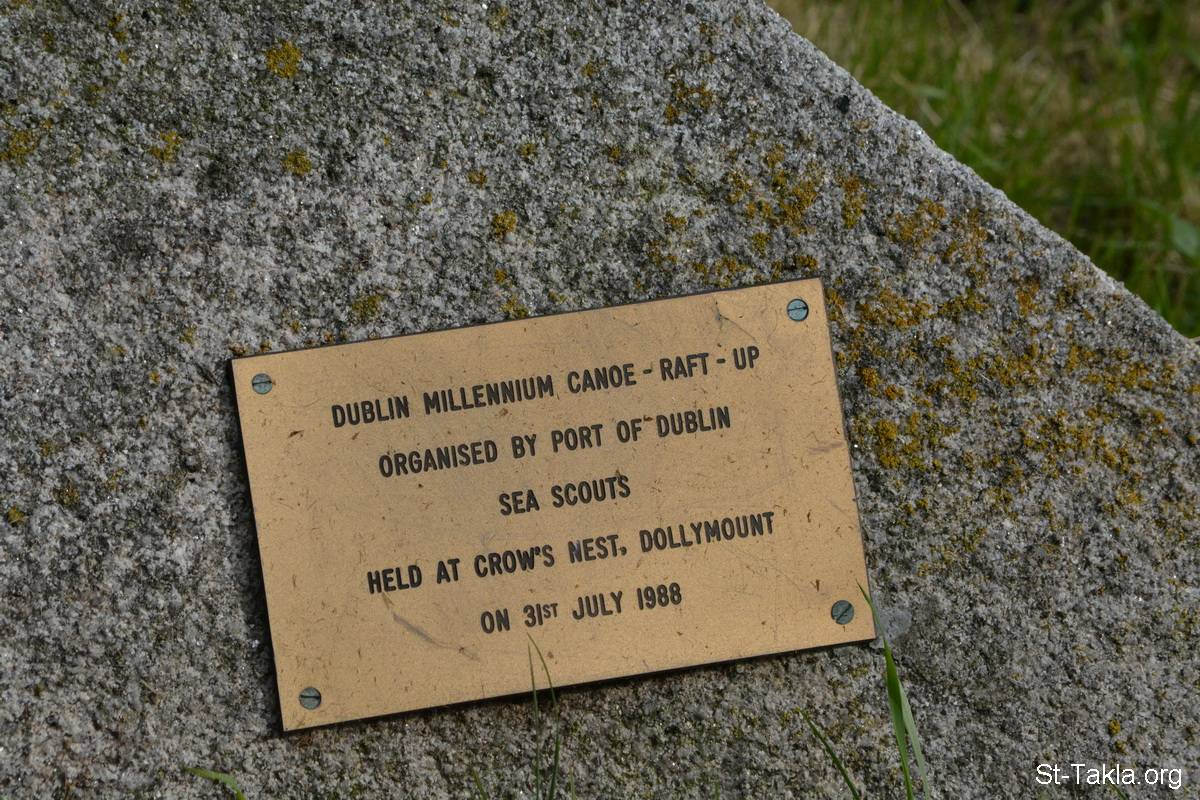 DUBLIN MILLENNIUM CANOE - RAFT - UP
ORGANISED BY PORT OF DUBLIN
SEA SCOUTS
HELD AT CROW'S NEST, DOLLYMOUNT
ON 31ST JULY 1988
St-Takla.org